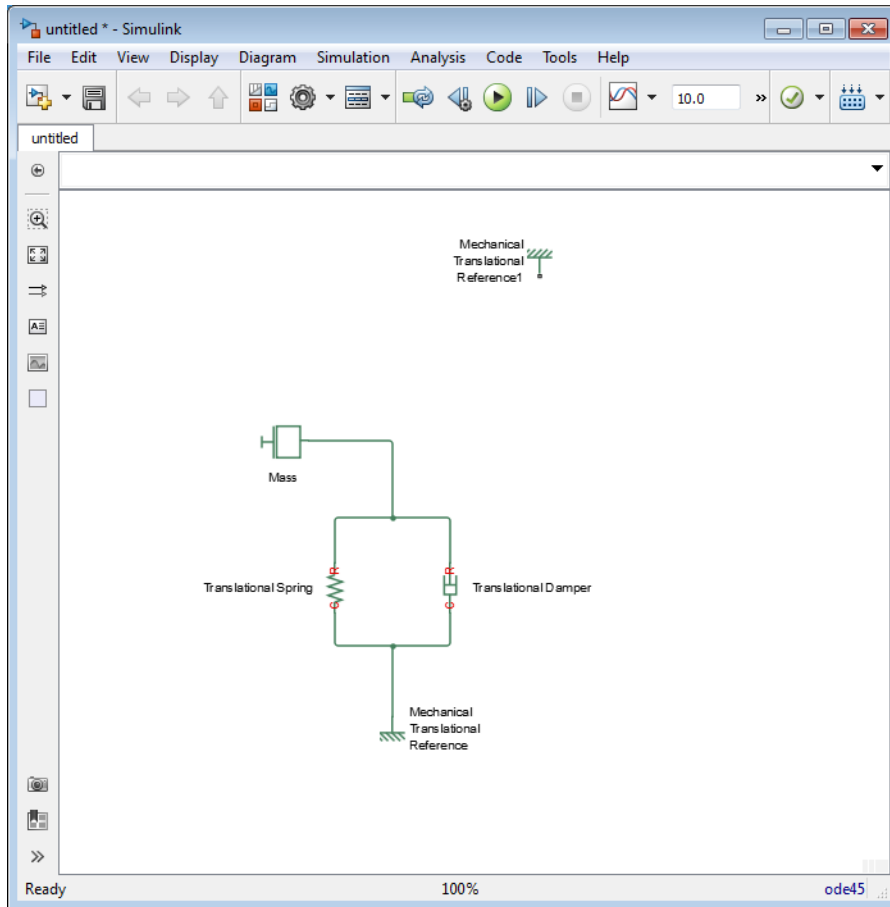 untitled * - Simulink
File Edit View Display Diagram Simulation Analysis Code Tools Help
10.0 »
untitled
Mechanical
Translational
Reference1
A
Mass
R R
Translational Spring Translational Damper
C C
Mechanical
Translational
Reference
»
Ready 100% ode45